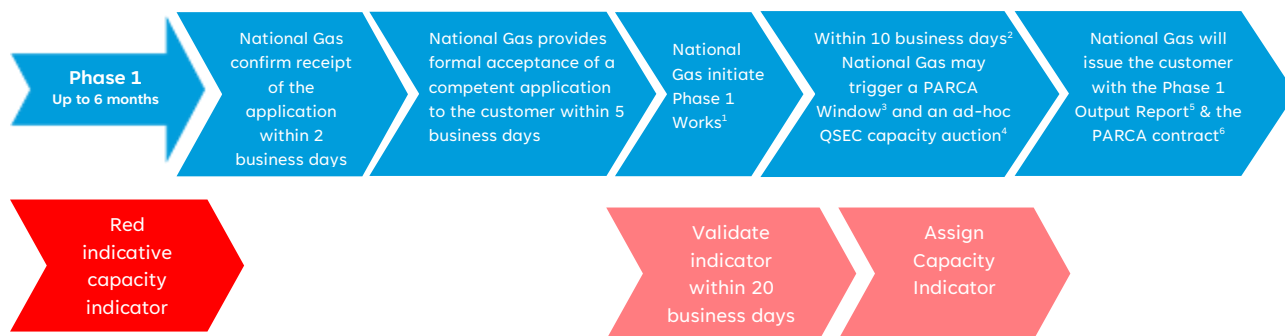 Phase 1
Up to 6 months
National Gas
confirm receipt
of the
application
within 2
business days
National Gas provides
formal acceptance of a
competent application
to the customer within 5
business days
National
Gas initiate
Phase 1
Works¹
Within 10 business days²
National Gas may
trigger a PARCA
Window³ and an ad-hoc
QSEC capacity auction⁴
National Gas will
issue the customer
with the Phase 1
Output Report⁵ & the
PARCA contract⁶
Red
indicative
capacity
indicator
Validate
indicator
within 20
business days
Assign
Capacity
Indicator